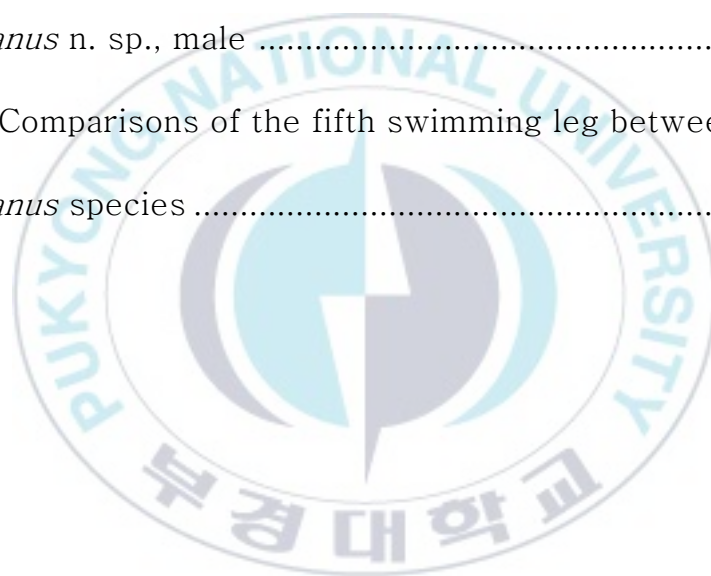 anus n. sp., male ..................................................
Comparisons of the fifth swimming leg betwe
anus species ........................................................
PUKYONG NATIONAL UNIVERSITY
부경대학교